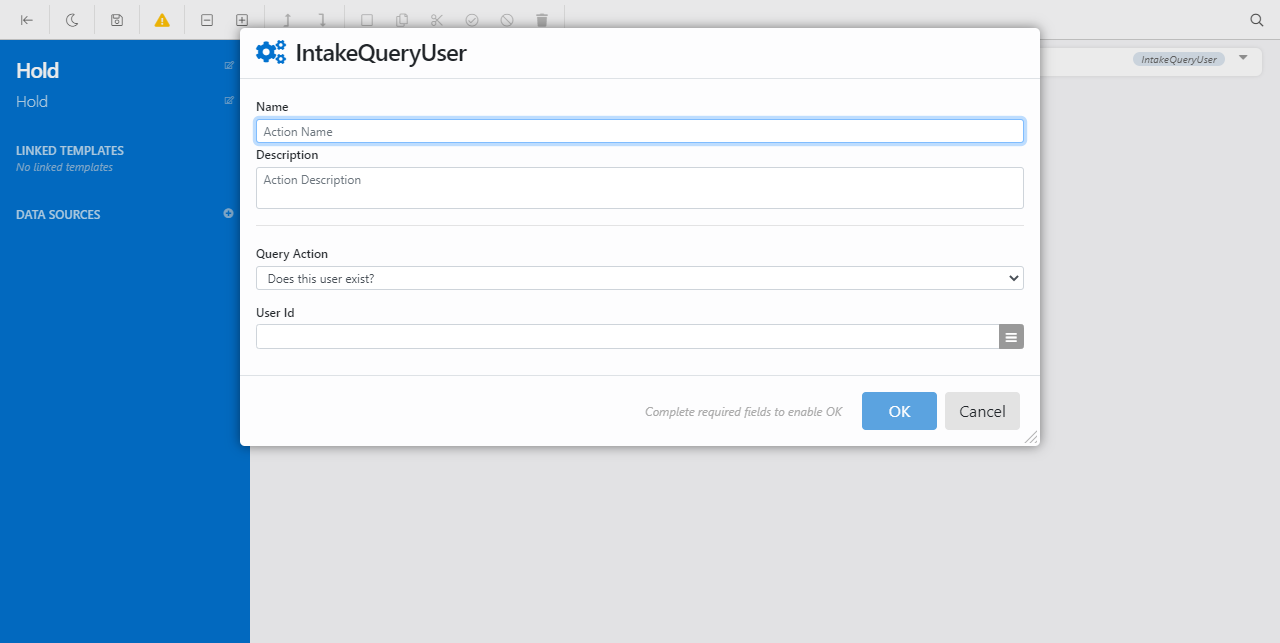 Hold
Hold
LINKED TEMPLATES
No linked templates
DATA SOURCES
IntakeQueryUser
IntakeQueryUser
Name
Action Name
Description
Action Description
Query Action
Does this user exist?
User Id
Complete required fields to enable OK
OK
Cancel